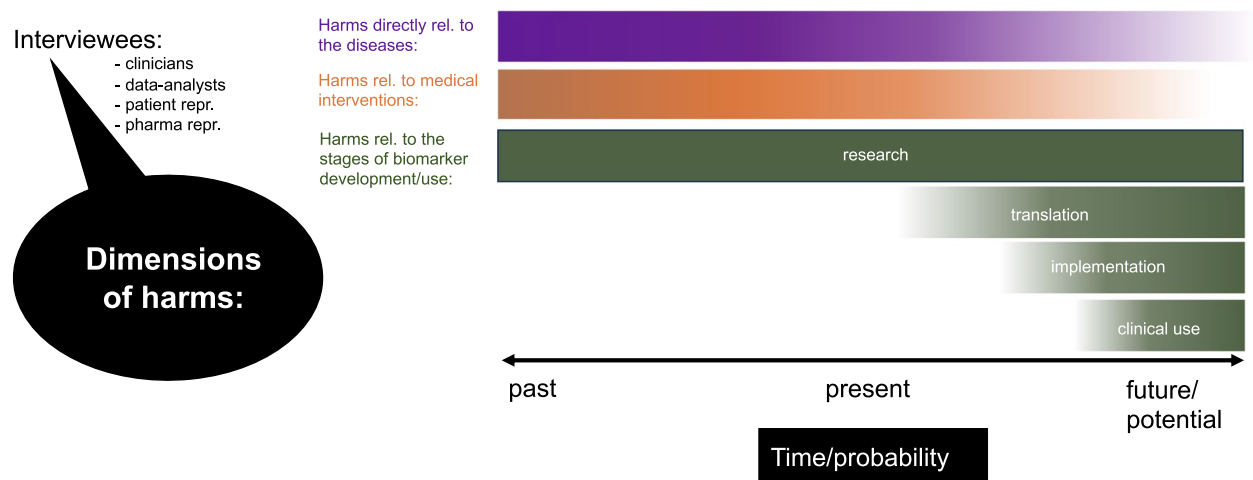 Interviewees:
- clinicians
- data-analysts
- patient repr.
- pharma repr.
Dimensions
of harms:
Harms directly rel. to
the diseases:
Harms rel. to medical
interventions:
Harms rel. to the
stages of biomarker
development/use:
research
translation
implementation
clinical use
past
present
future/
potential
Time/probability